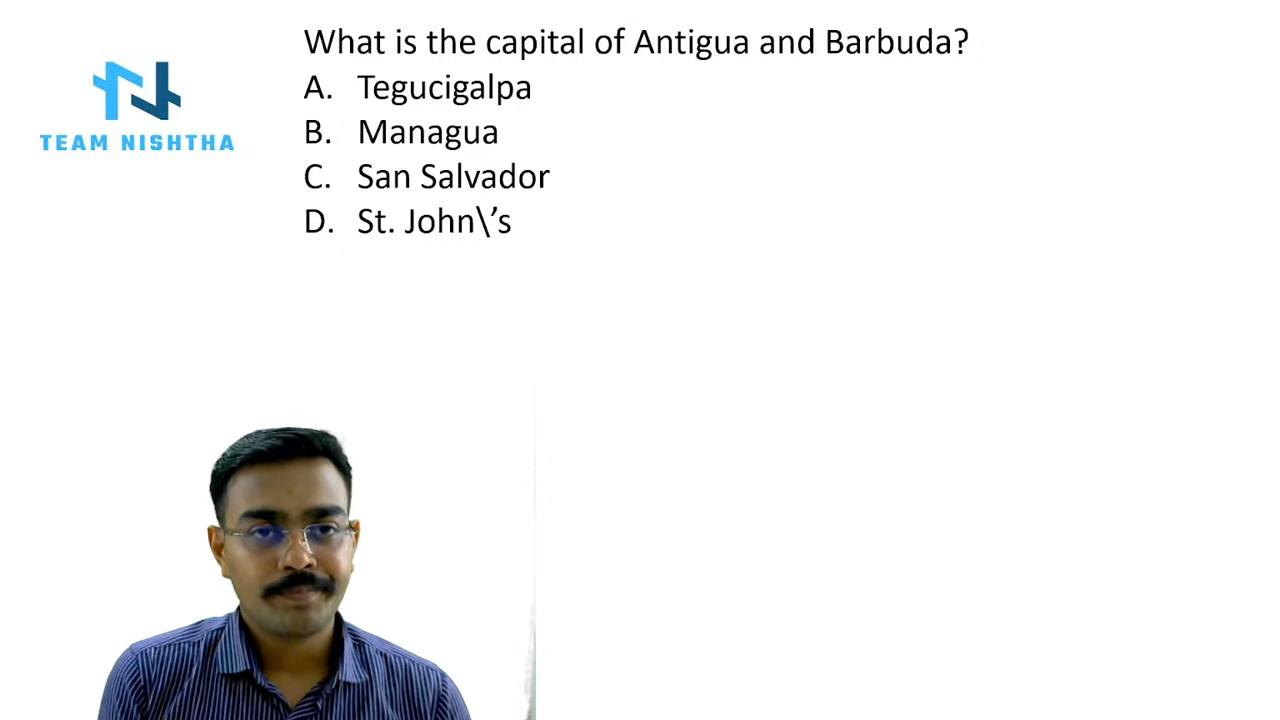 What is the capital of Antigua and Barbuda?
A. Tegucigalpa
B. Managua
C. San Salvador
D. St. John\’s
TEAM NISHTHA